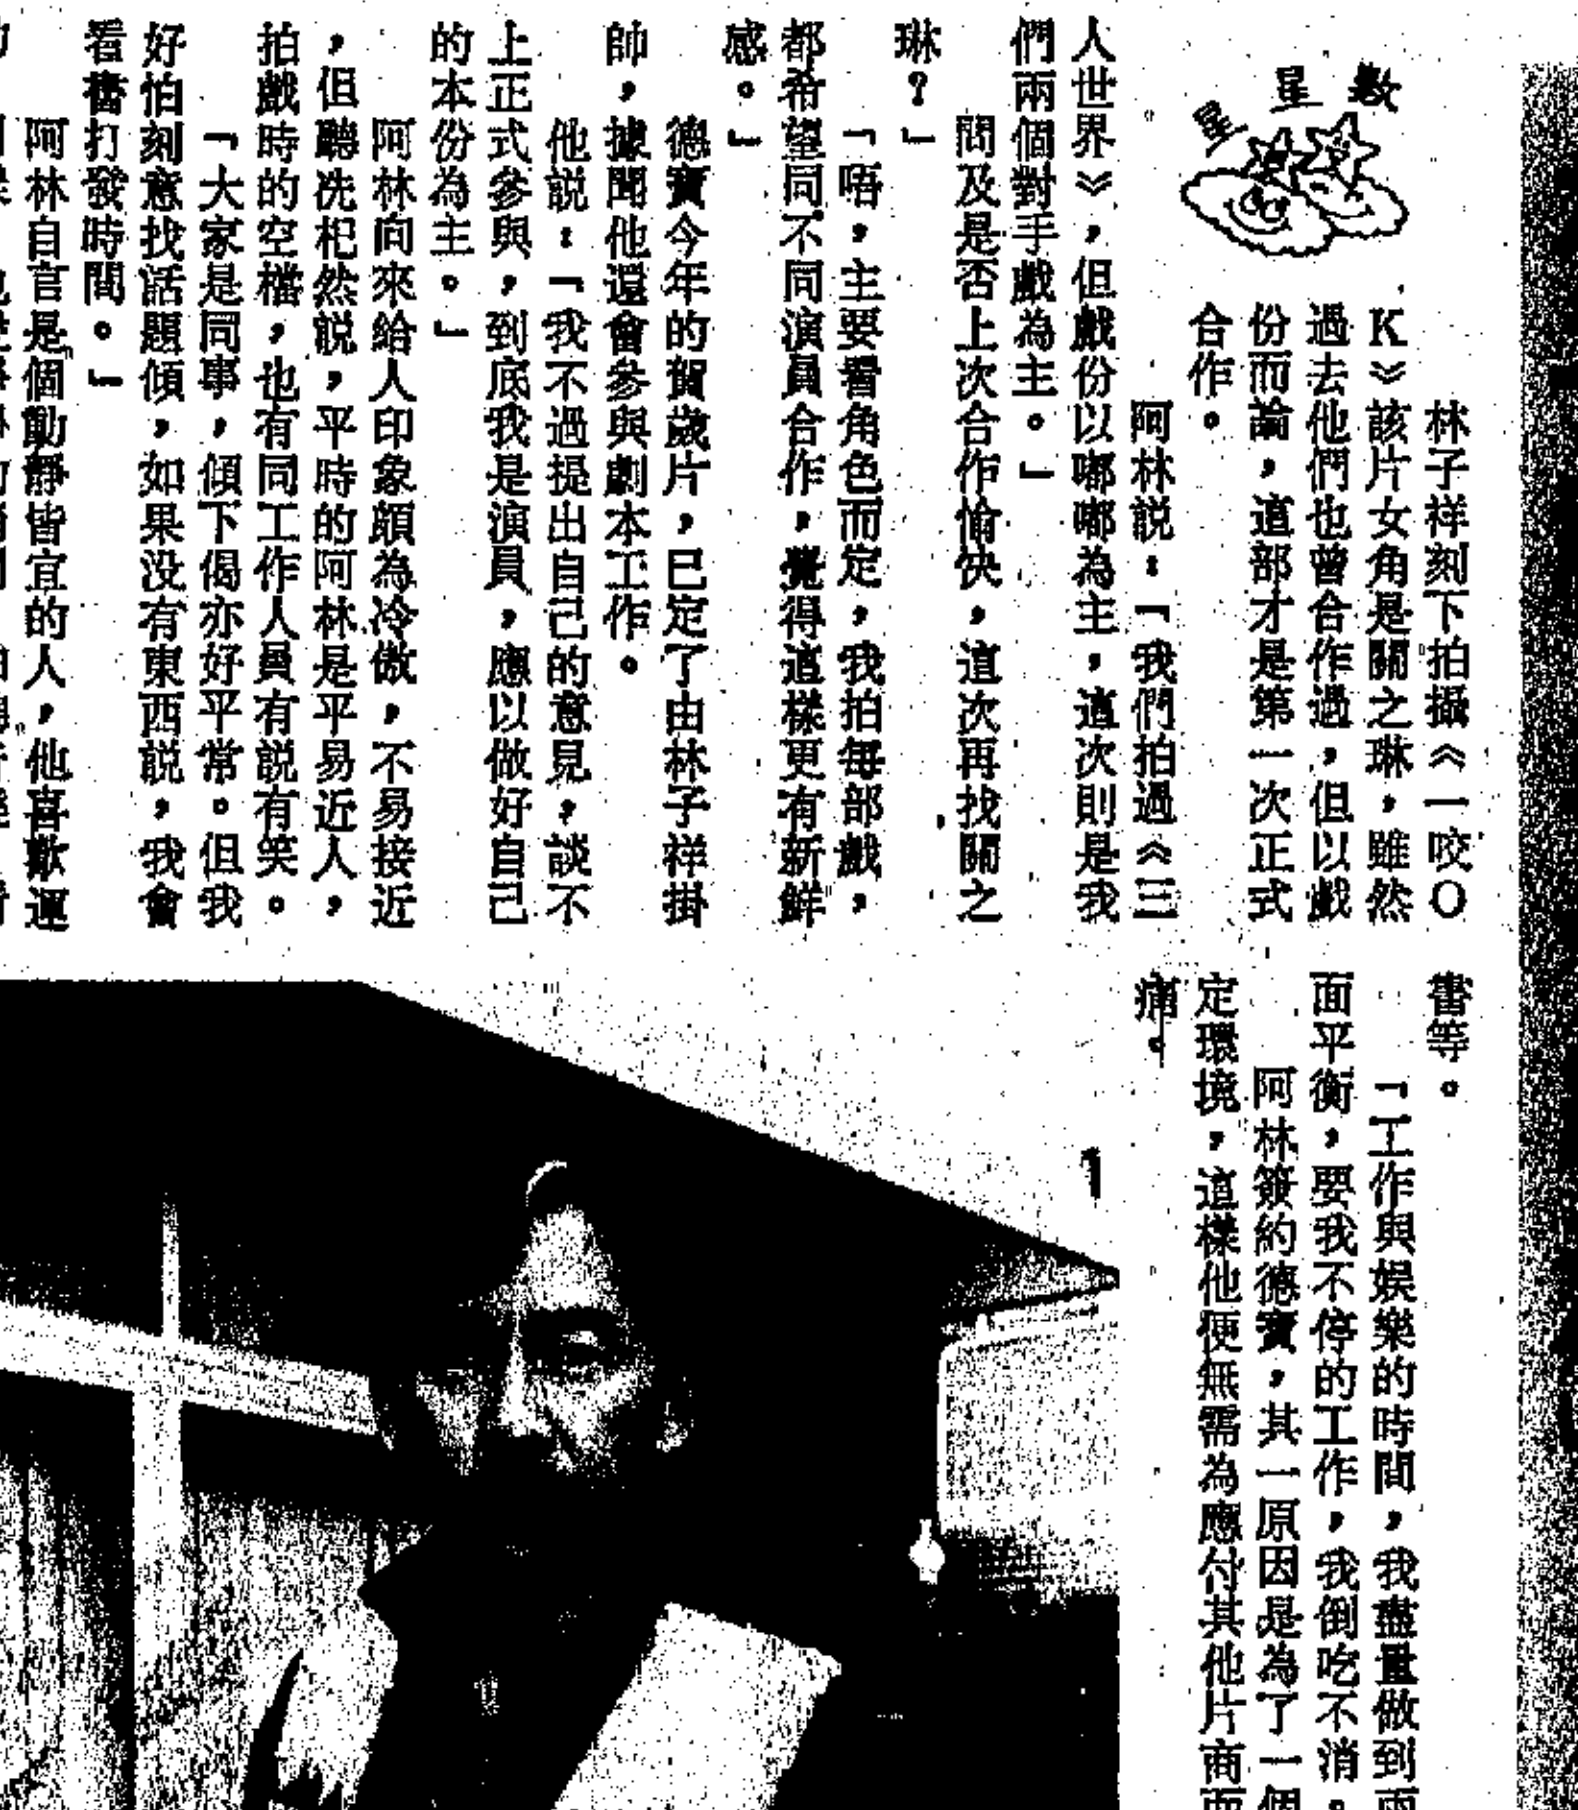 數星星
林子祥刻下拍攝《一咬O
K》該片女角是關之琳，雖然
過去他們也曾合作過，但以戲
份而論，這部才是第一次正式
合作。
阿林説：「我們拍過《三
人世界》，但戲份以嘟嘟為主，這次則是我
們兩個對手戲為主。」
問及是否上次合作愉快，這次再找關之
琳？」
「唔，主要看角色而定，我拍每部戲，
都希望同不同演員合作，覺得這樣更有新鮮
感。」
德寶今年的賀歲片，已定了由林子祥掛
帥，據聞他還會參與劇本工作。
他説：「我不過提出自己的意見，談不
上正式參與，到底我是演員，應以做好自己
的本份為主。」
阿林向來給人印象頗為冷傲，不易接近
，但聽冼杞然説，平時的阿林是平易近人，
拍戲時的空檔，也有同工作人員有説有笑。
「大家是同事，傾下偈亦好平常。但我
好怕刻意找話題傾，如果没有東西説，我會
看書打發時間。」
阿林自言是個動靜皆宜的人，他喜歡運
書等。
「工作與娛樂的時間，我盡量做到兩
面平衡，要我不停的工作，我倒吃不消。
阿林簽約德寶，其一原因是為了一個
定環境，這樣他便無需為應付其他片商而
痛。